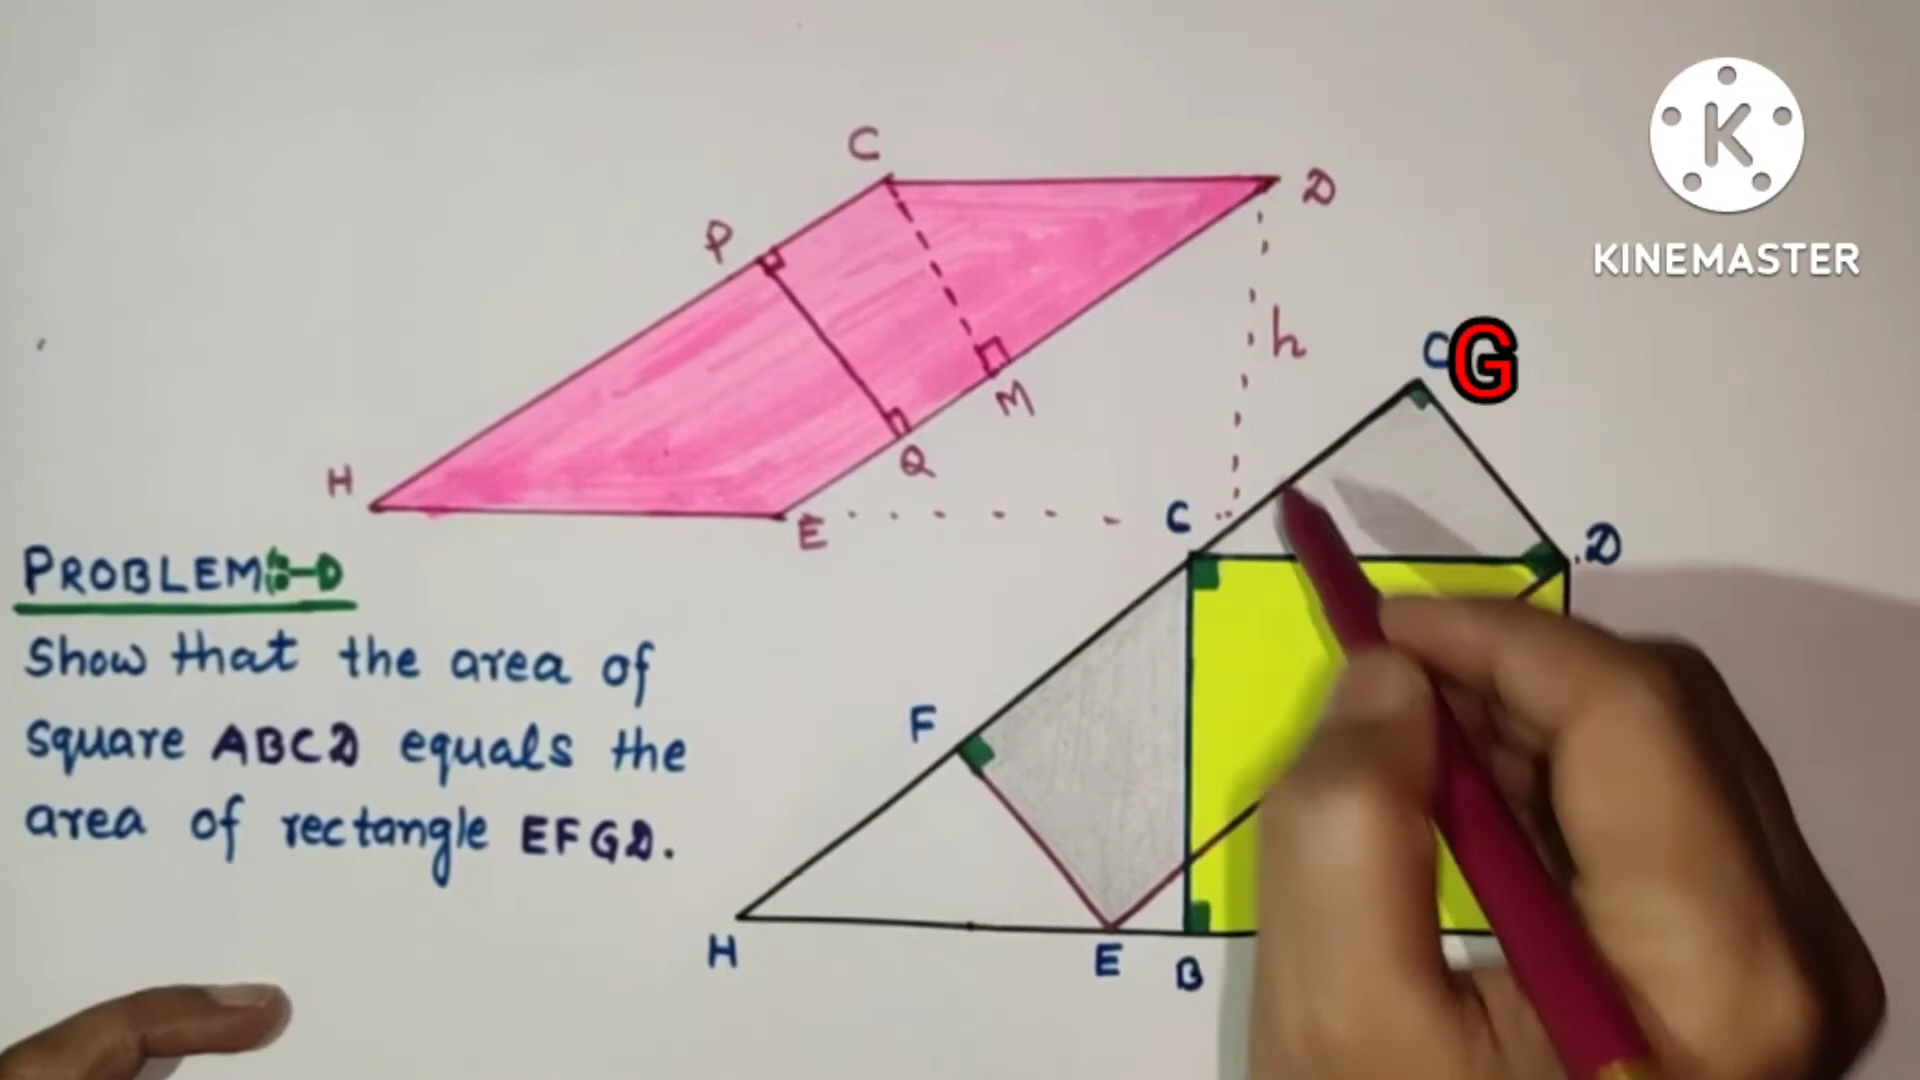 C
D
P
h
M
Q
H
E
K
KINEMASTER
G
C
D
F
H
E
B
PROBLEM:-D
Show that the area of
square ABCD equals the
area of rectangle EFGD.